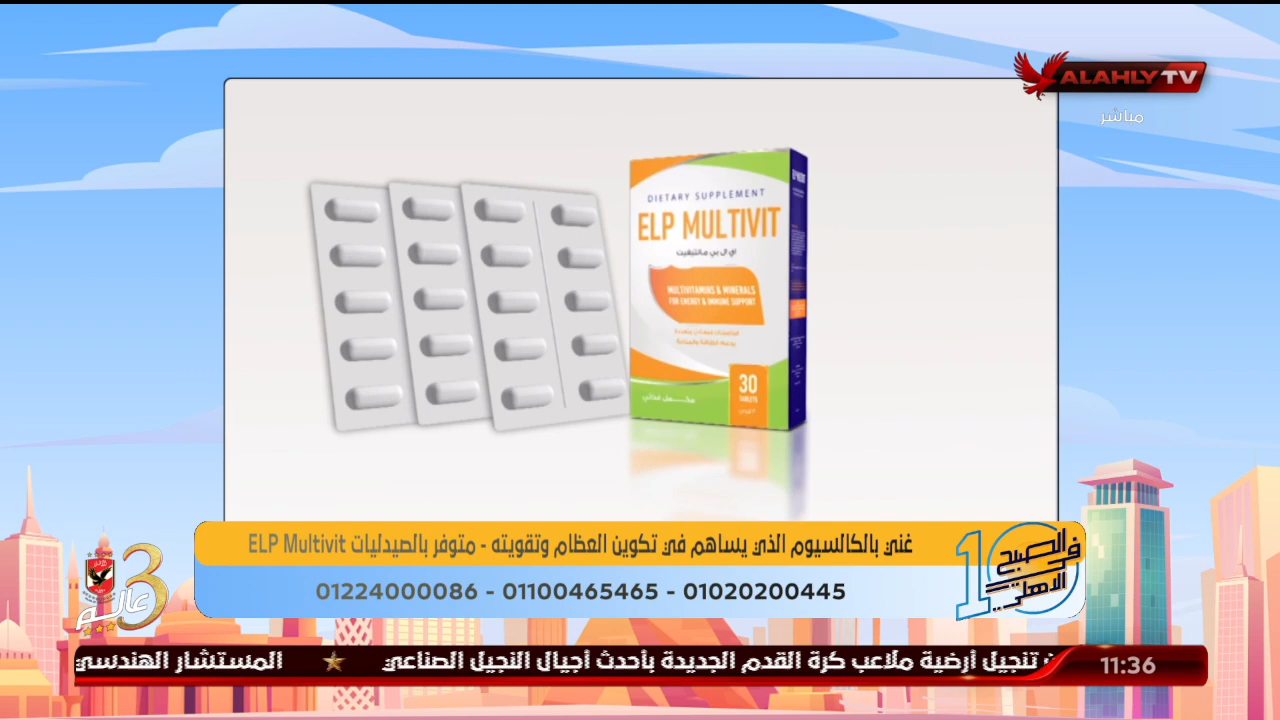 ALAHLY TV
مباشر
DIETARY SUPPLEMENT
ELP MULTIVIT
اي ال بي مالتيفيت
MULTIVITAMINS & MINERALS
FOR ENERGY & IMMUNE SUPPORT
30
TABLETS
مكمل غذائي
غني بالكالسيوم الذي يساهم في تكوين العظام وتقويته - متوفر بالصيدليات ELP Multivit
01224000086 - 01100465465 - 01020200445
10 الصبح في الأهلي..
3 عالم
تنجيل أرضية ملاعب كرة القدم الجديدة بأحدث أجيال النجيل الصناعي ★ المستشار الهندسي
11:36